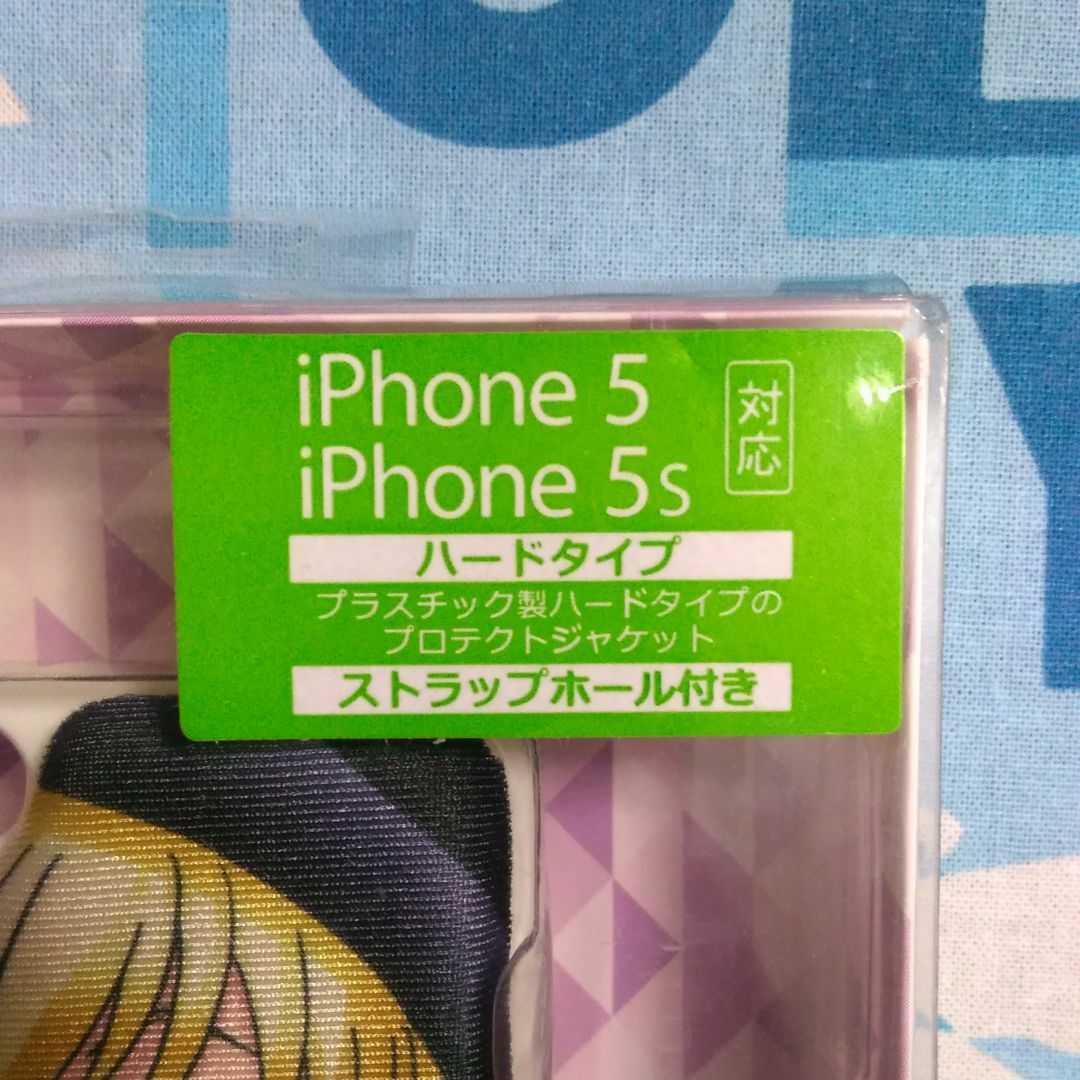 iPhone 5
iPhone 5s
対応
ハードタイプ
プラスチック製ハードタイプの
プロテクトジャケット
ストラップホール付き